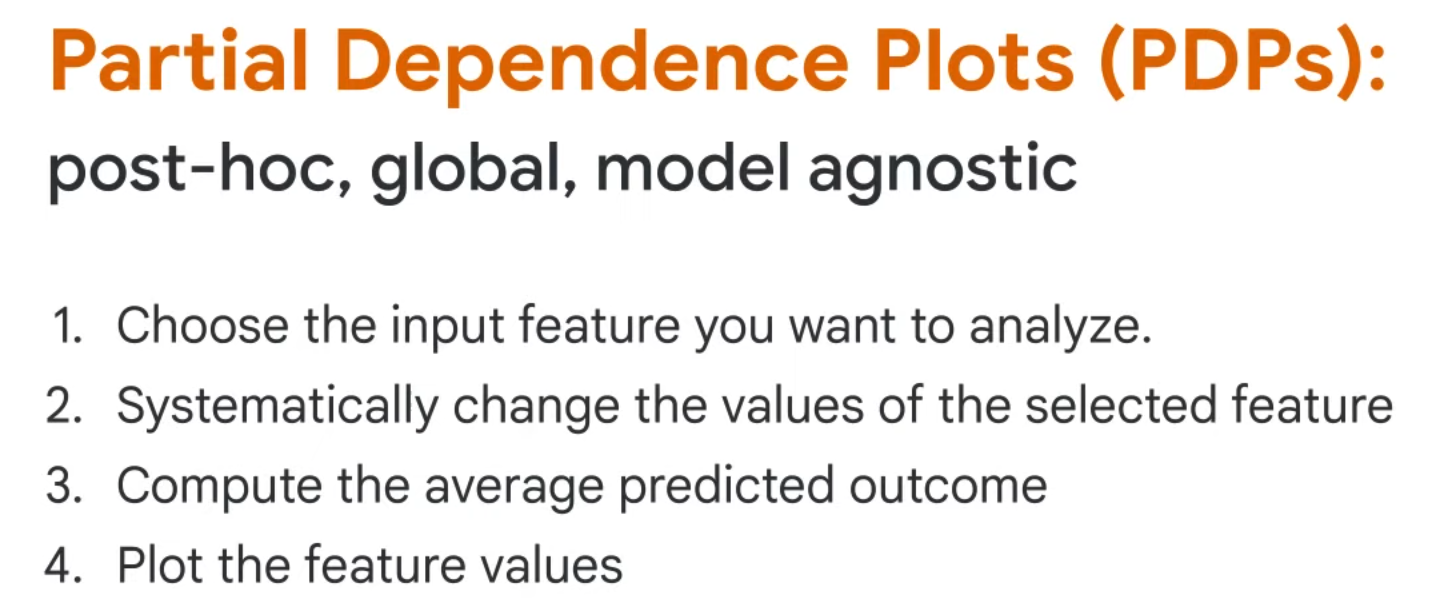 Partial Dependence Plots (PDPs):
post-hoc, global, model agnostic
1. Choose the input feature you want to analyze.
2. Systematically change the values of the selected feature
3. Compute the average predicted outcome
4. Plot the feature values